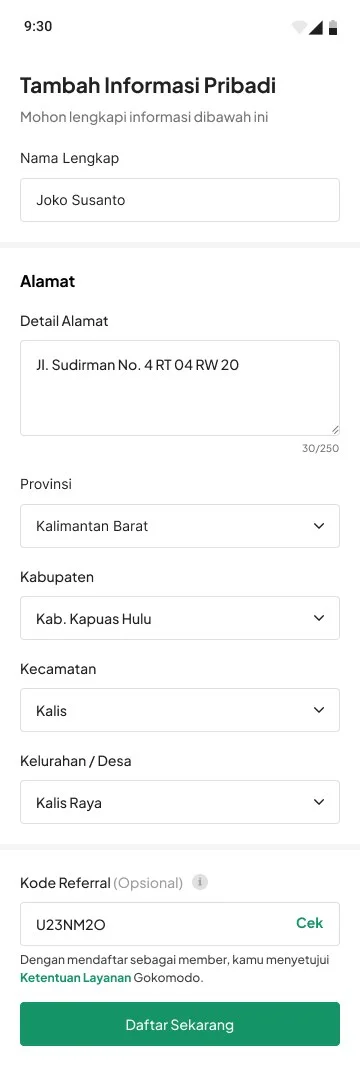 9:30
Tambah Informasi Pribadi
Mohon lengkapi informasi dibawah ini
Nama Lengkap
Joko Susanto
Alamat
Detail Alamat
Jl. Sudirman No. 4 RT 04 RW 20
30/250
Provinsi
Kalimantan Barat
Kabupaten
Kab. Kapuas Hulu
Kecamatan
Kalis
Kelurahan / Desa
Kalis Raya
Kode Referral (Opsional) i
U23NM2O Cek
Dengan mendaftar sebagai member, kamu menyetujui
Ketentuan Layanan Gokomodo.
Daftar Sekarang